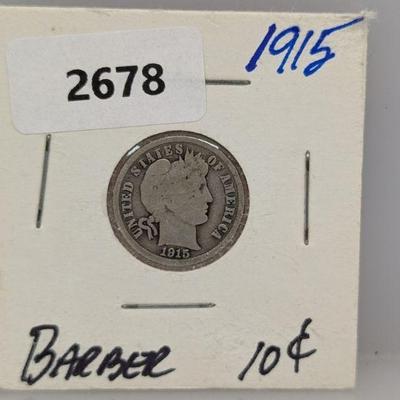 1915
2678
UNITED STATES OF AMERICA
1915
BARBER 10¢